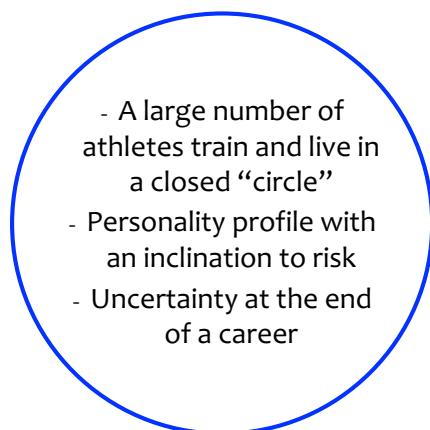 - A large number of
athletes train and live in
a closed “circle”
- Personality profile with
an inclination to risk
- Uncertainty at the end
of a career